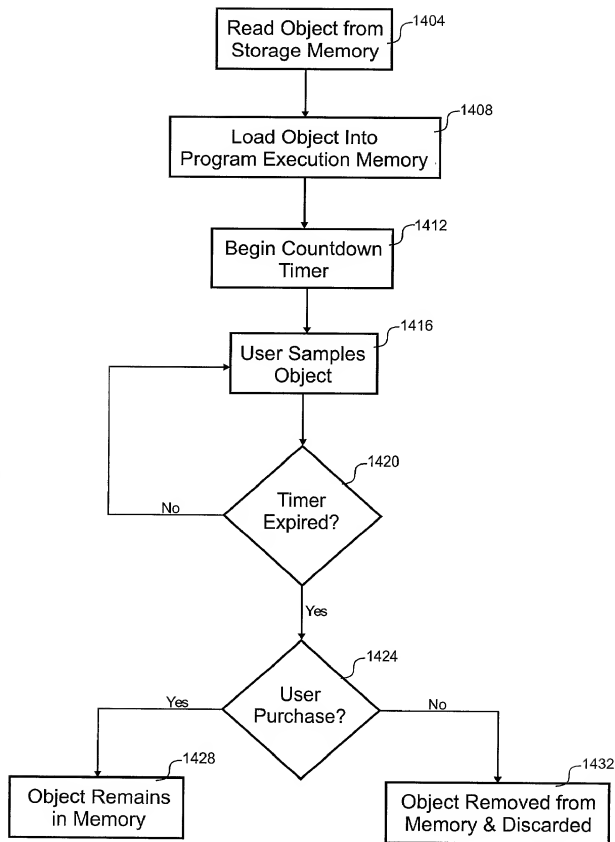 Read Object from
Storage Memory
1404
Load Object Into
Program Execution Memory
1408
Begin Countdown
Timer
1412
User Samples
Object
1416
Timer
Expired?
1420
No
Yes
User
Purchase?
1424
Yes
No
Object Remains
in Memory
1428
Object Removed from
Memory & Discarded
1432